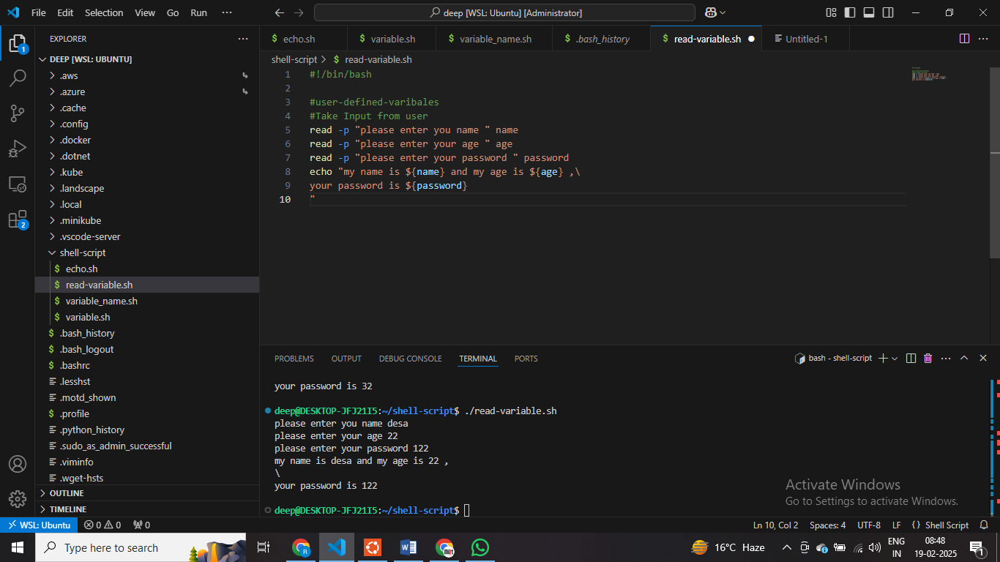 File Edit Selection View Go Run ···
deep [WSL: Ubuntu] [Administrator]
EXPLORER ···
echo.sh variable.sh variable_name.sh .bash_history read-variable.sh Untitled-1
shell-script > $ read-variable.sh
DEEP [WSL: UBUNTU]
.aws
.azure
.cache
.config
.docker
.dotnet
.kube
.landscape
.local
.minikube
.vscode-server
shell-script
$ echo.sh
$ read-variable.sh
$ variable_name.sh
$ variable.sh
$ .bash_history
$ .bash_logout
$ .bashrc
.lesshst
.motd_shown
$ .profile
.python_history
.sudo_as_admin_successful
.viminfo
.wget-hsts
OUTLINE
TIMELINE
1
2
1 #!/bin/bash
2
3 #user-defined-varibales
4 #Take Input from user
5 read -p "please enter you name " name
6 read -p "please enter your age " age
7 read -p "please enter your password " password
8 echo "my name is ${name} and my age is ${age} ,\
9 your password is ${password}
10 "
PROBLEMS OUTPUT DEBUG CONSOLE TERMINAL PORTS
bash - shell-script
your password is 32
deep@DESKTOP-JFJ21I5:~/shell-script$ ./read-variable.sh
please enter you name desa
please enter your age 22
please enter your password 122
my name is desa and my age is 22 ,
\
your password is 122
deep@DESKTOP-JFJ21I5:~/shell-script$
Activate Windows
Go to Settings to activate Windows.
WSL: Ubuntu 0 0 0
Ln 10, Col 2 Spaces: 4 UTF-8 LF {} Shell Script
Type here to search
16°C Haze
ENG
IN
08:48
19-02-2025
1